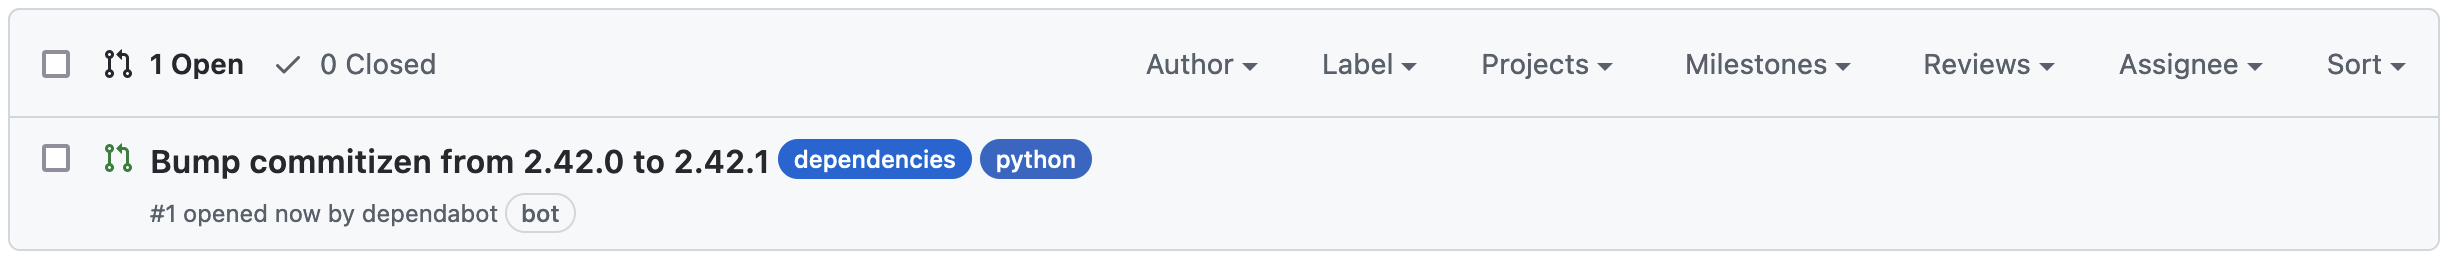 1 Open 0 Closed Author Label Projects Milestones Reviews Assignee Sort
Bump commitizen from 2.42.0 to 2.42.1 dependencies python
#1 opened now by dependabot bot